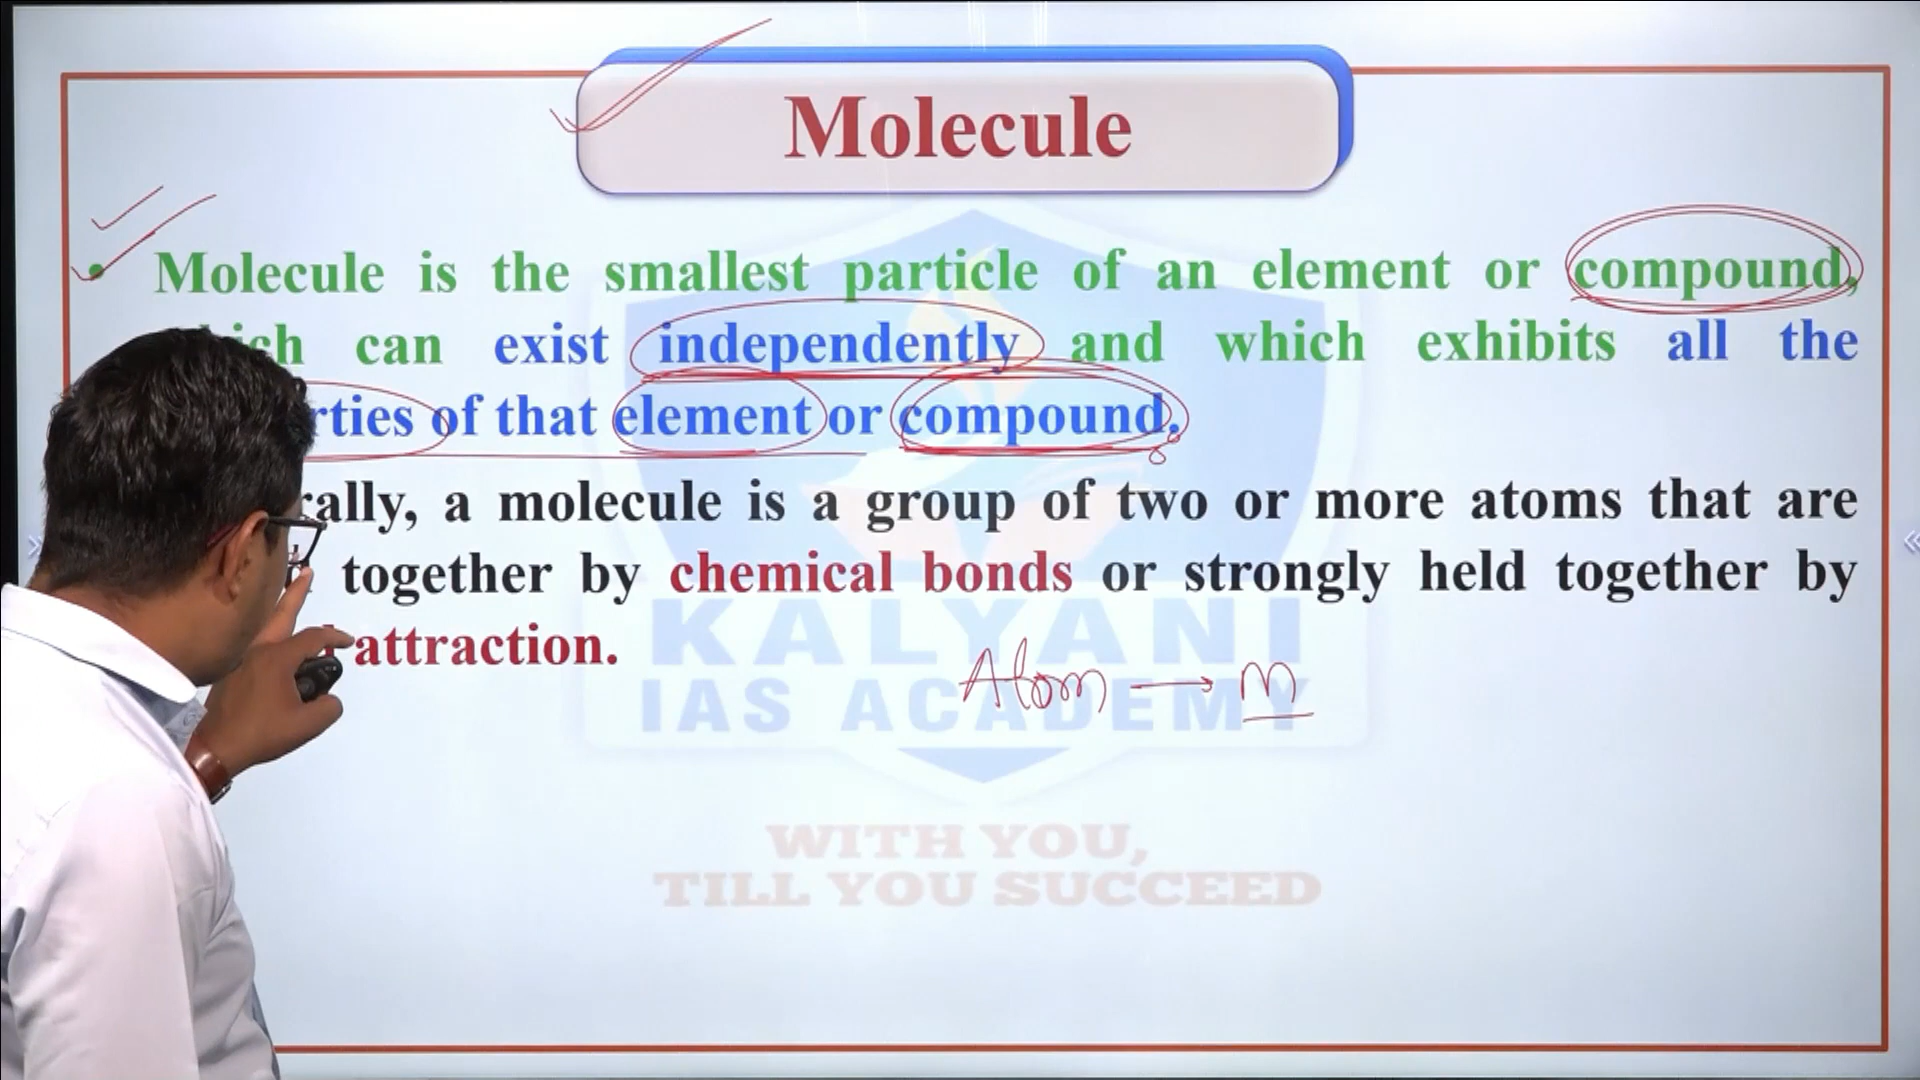 Molecule
• Molecule is the smallest particle of an element or compound,
can exist independently and which exhibits all the
of that element or compound.
a molecule is a group of two or more atoms that are
together by chemical bonds or strongly held together by
attraction.
Atom → m
KALYANI
IAS ACADEMY
WITH YOU,
TILL YOU SUCCEED